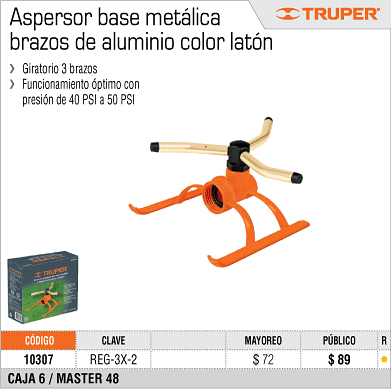 Aspersor base metálica
brazos de aluminio color latón
TRUPER®
› Giratorio 3 brazos
› Funcionamiento óptimo con
presión de 40 PSI a 50 PSI
TRUPER
CÓDIGO CLAVE MAYOREO PÚBLICO R
10307 REG-3X-2 $ 72 $ 89
CAJA 6 / MASTER 48